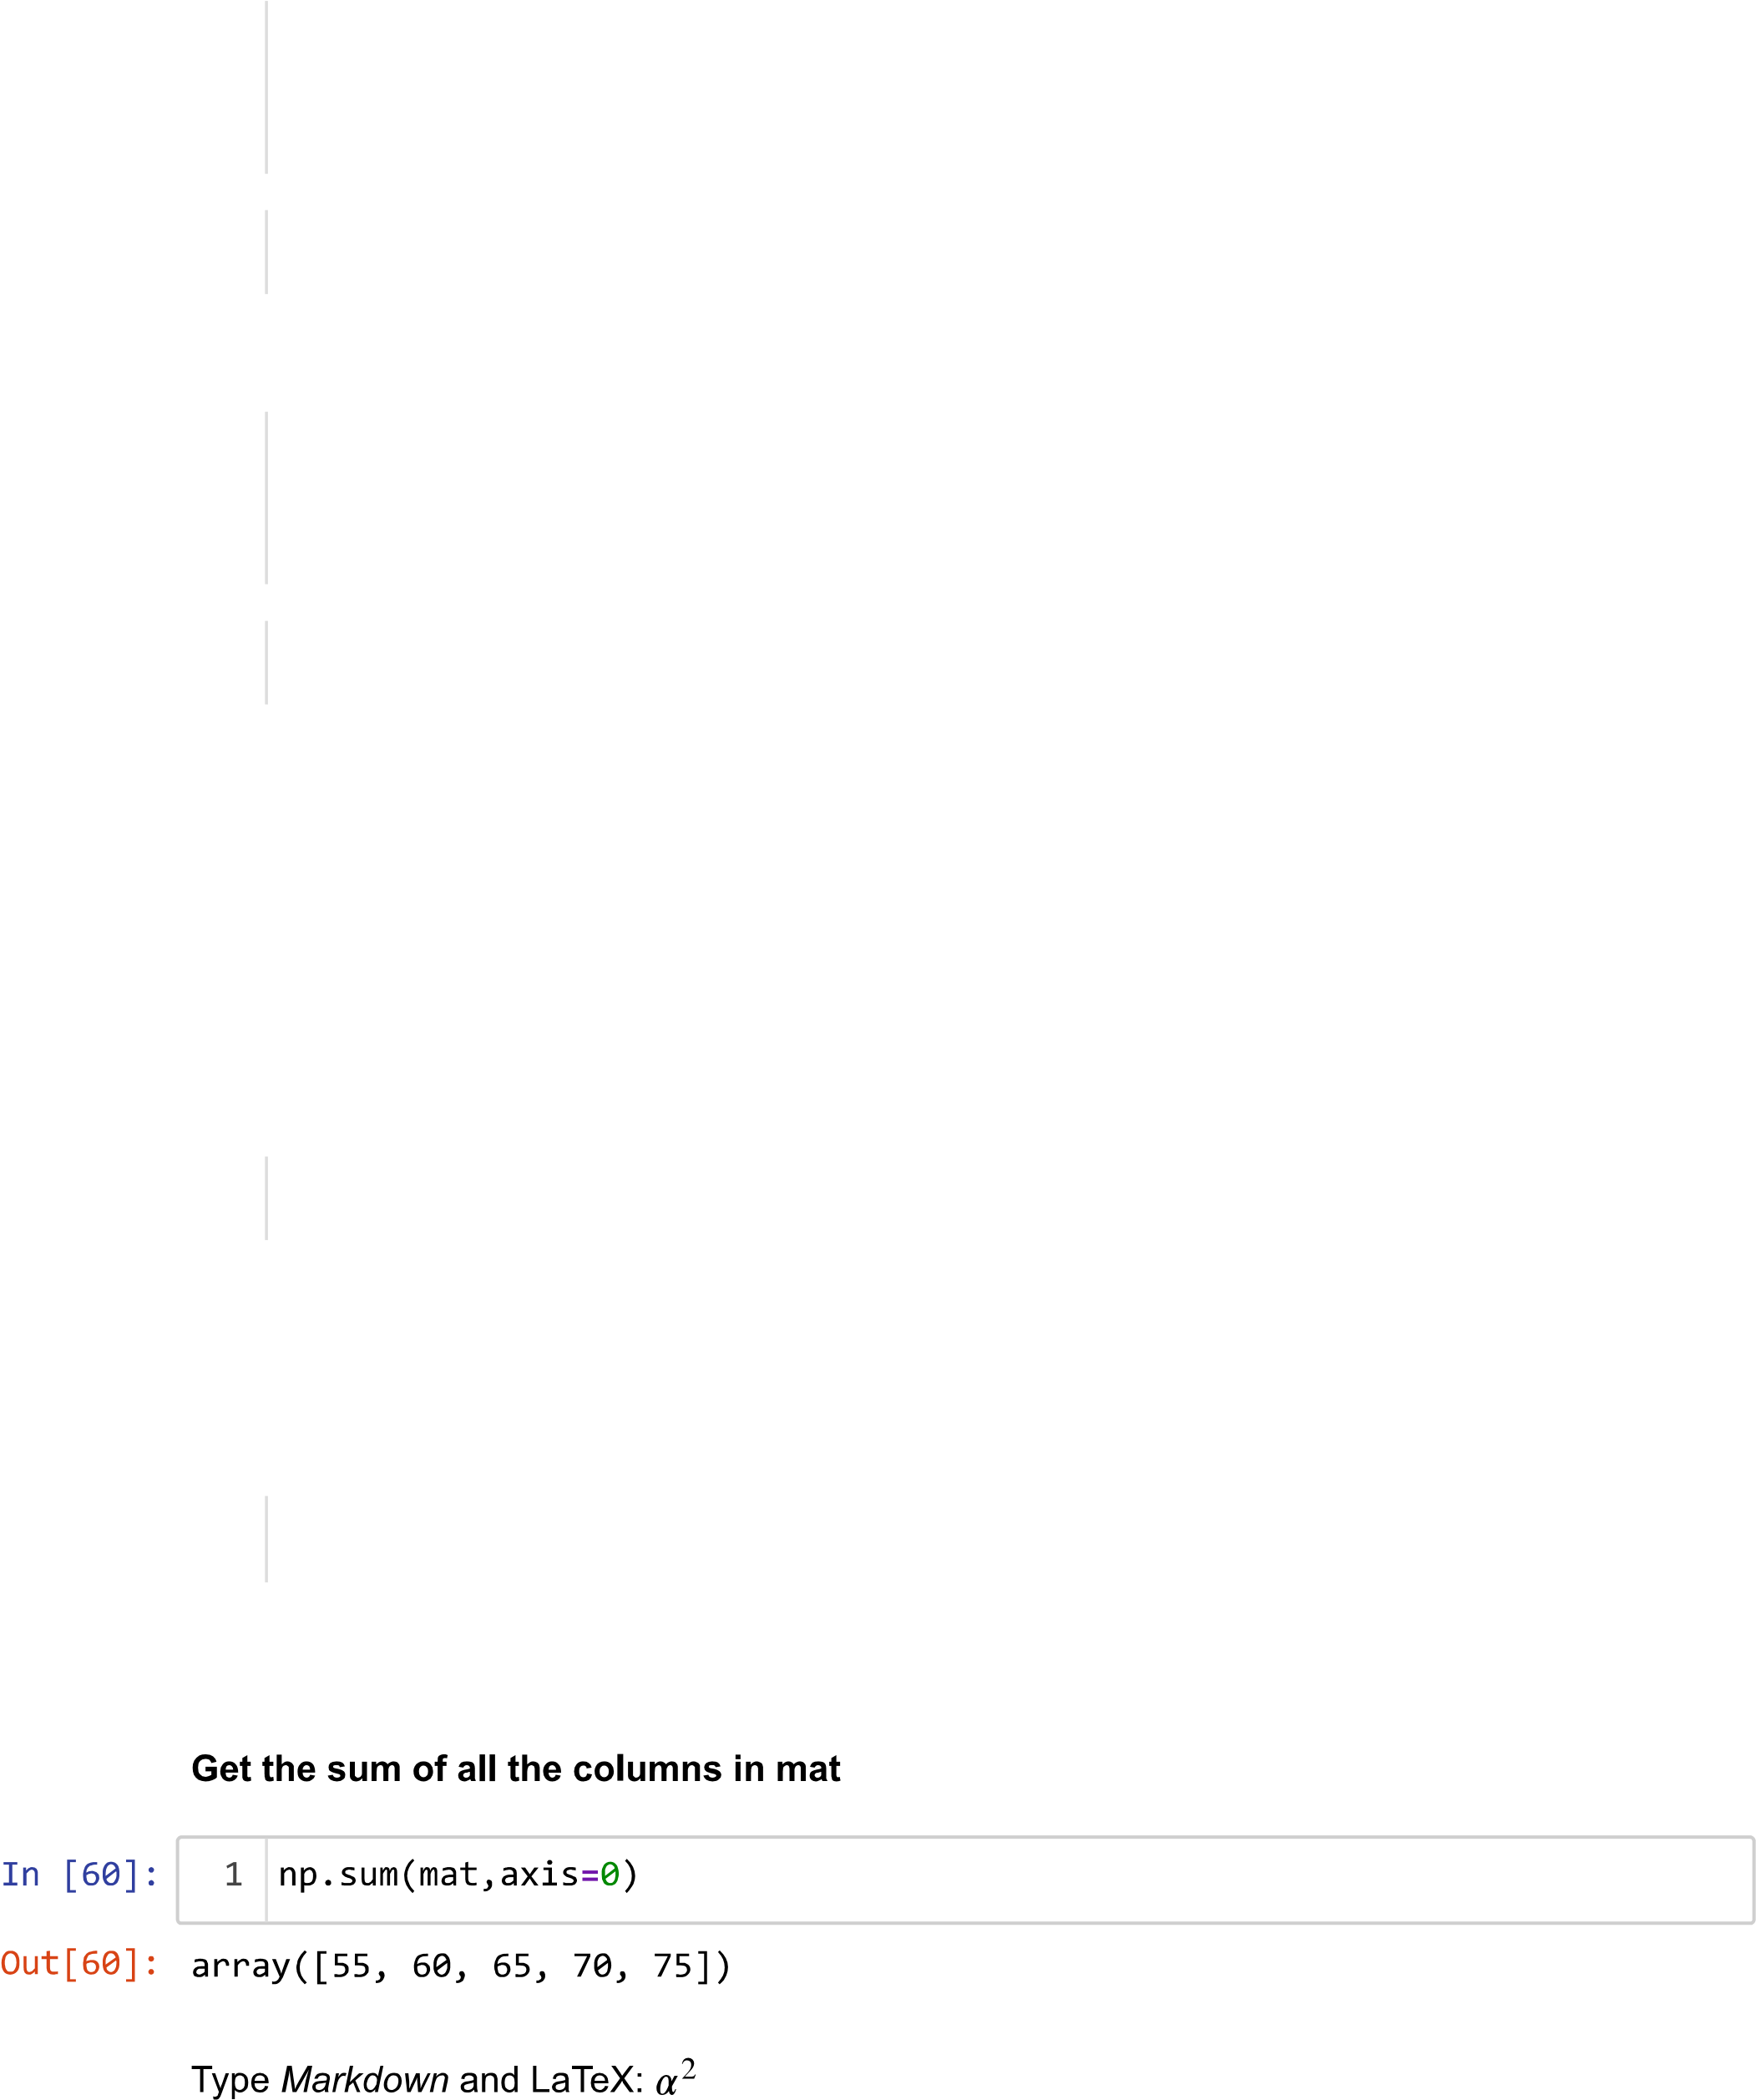 Get the sum of all the columns in mat
In [60]: 1 np.sum(mat,axis=0)
Out[60]: array([55, 60, 65, 70, 75])
Type Markdown and LaTeX: α²